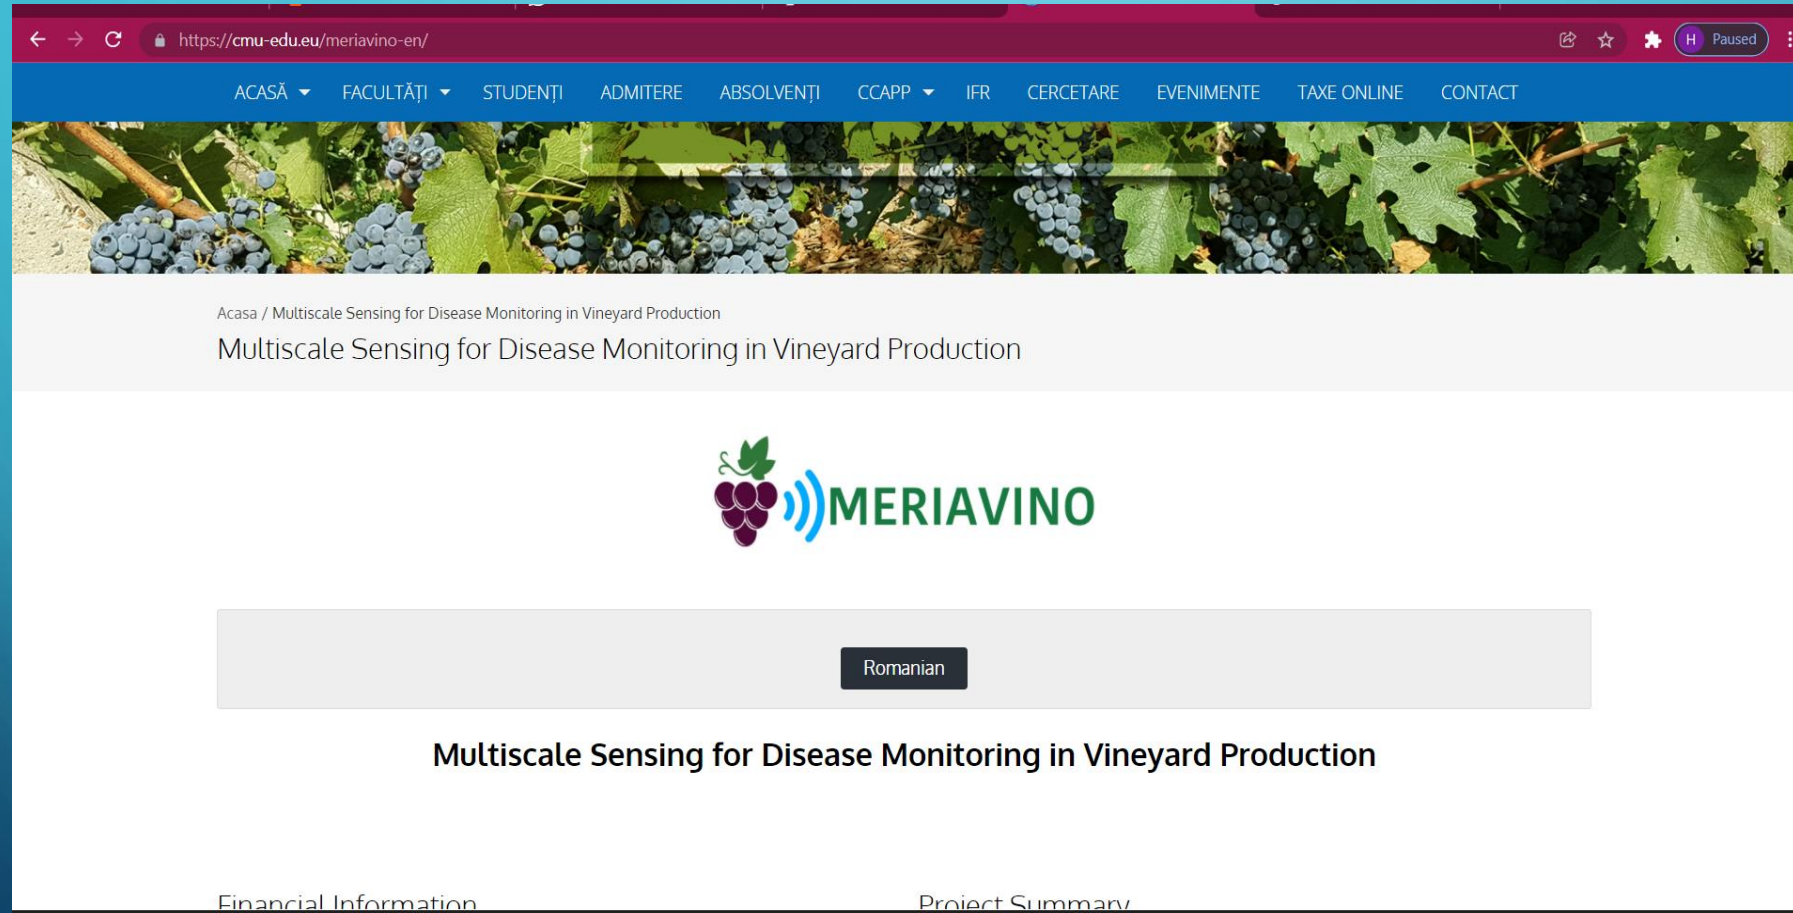 https://cmu-edu.eu/meriavino-en/
H Paused
ACASĂ FACULTĂȚI STUDENȚI ADMITERE ABSOLVENȚI CCAPP IFR CERCETARE EVENIMENTE TAXE ONLINE CONTACT
Acasa / Multiscale Sensing for Disease Monitoring in Vineyard Production
Multiscale Sensing for Disease Monitoring in Vineyard Production
MERIAVINO
Romanian
Multiscale Sensing for Disease Monitoring in Vineyard Production
Financial Information
Project Summary